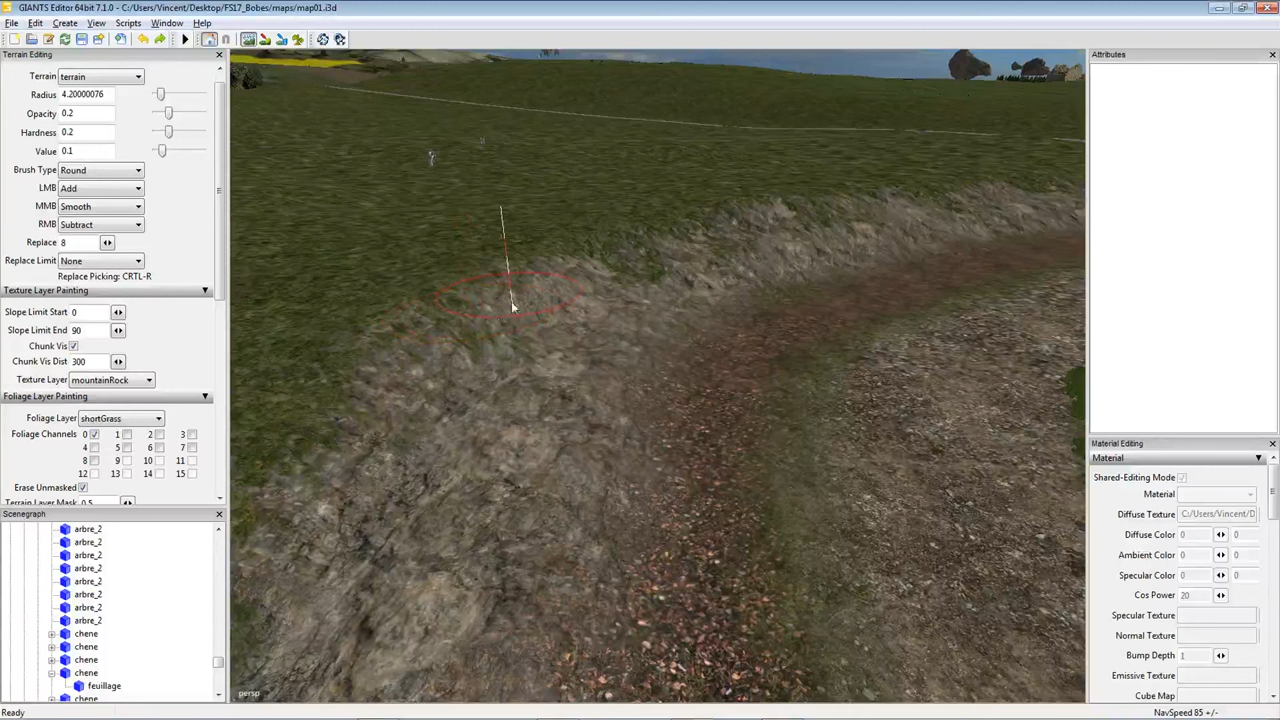 GIANTS Editor 64bit 7.1.0 - C:/Users/Vincent/Desktop/FS17_Bobes/maps/map01.i3d
File Edit Create View Scripts Window Help
Terrain Editing
Terrain terrain
Radius 4.20000076
Opacity 0.2
Hardness 0.2
Value 0.1
Brush Type Round
LMB Add
MMB Smooth
RMB Subtract
Replace 8
Replace Limit None
Replace Picking: CRTL-R
Texture Layer Painting
Slope Limit Start 0
Slope Limit End 90
Chunk Vis
Chunk Vis Dist 300
Texture Layer mountainRock
Foliage Layer Painting
Foliage Layer shortGrass
Foliage Channels 0 1 2 3
4 5 6 7
8 9 10 11
12 13 14 15
Erase Unmasked
Terrain Layer Mask 0.5
Scenegraph
arbre_2
arbre_2
arbre_2
arbre_2
arbre_2
arbre_2
arbre_2
arbre_2
chene
chene
chene
chene
feuillage
chene
Ready
persp
Attributes
Material Editing
Material
Shared-Editing Mode
Material
Diffuse Texture C:/Users/Vincent/D
Diffuse Color 0 0
Ambient Color 0 0
Specular Color 0 0
Cos Power 20
Specular Texture
Normal Texture
Bump Depth 1
Emissive Texture
Cube Map
NavSpeed 85 +/-